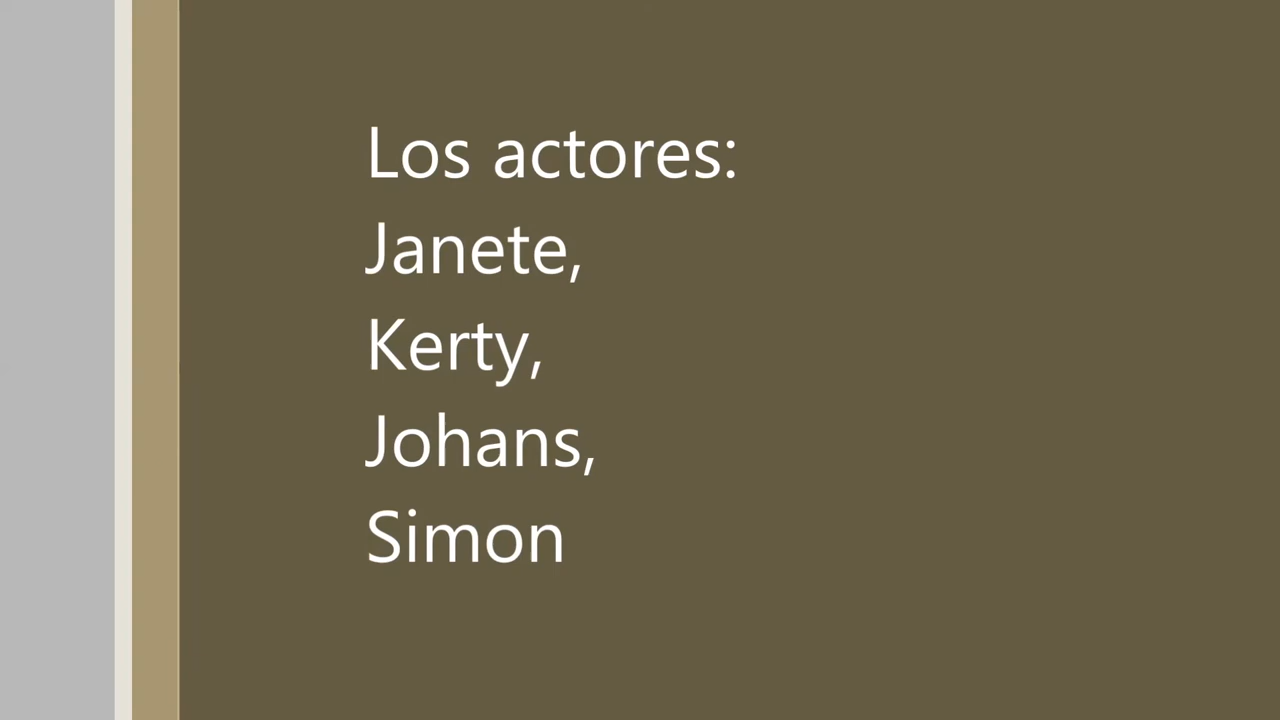 Los actores:
Janete,
Kerty,
Johans,
Simon